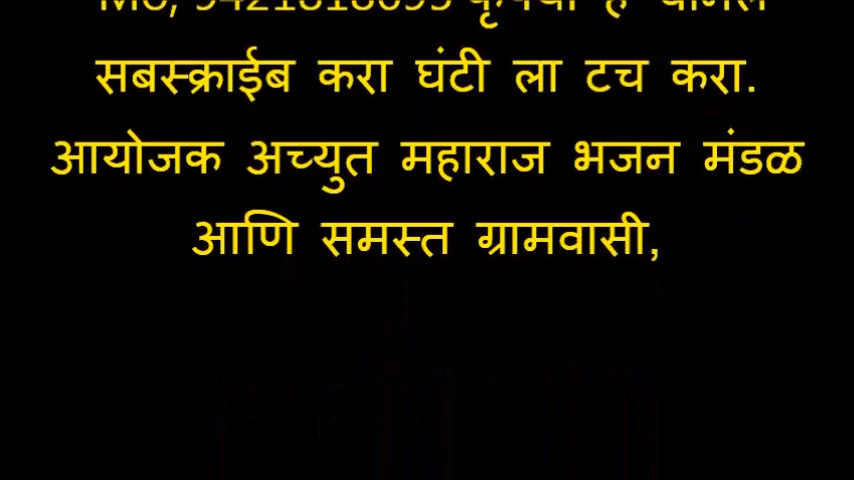 सबस्क्राईब करा घंटी ला टच करा.
आयोजक अच्युत महाराज भजन मंडळ
आणि समस्त ग्रामवासी,